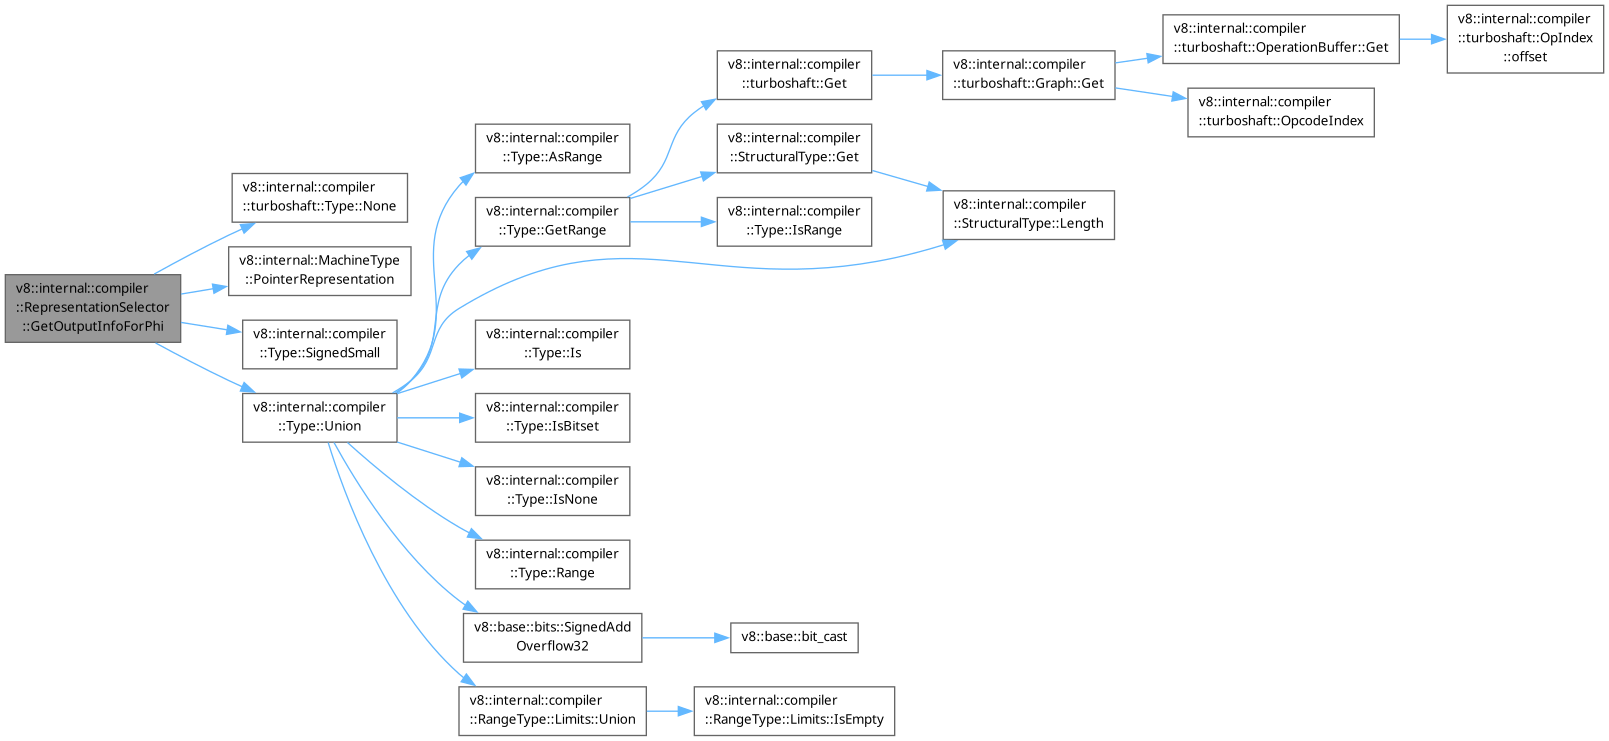 v8::internal::compiler
::RepresentationSelector
::GetOutputInfoForPhi
v8::internal::compiler
::turboshaft::Type::None
v8::internal::MachineType
::PointerRepresentation
v8::internal::compiler
::Type::SignedSmall
v8::internal::compiler
::Type::Union
v8::internal::compiler
::Type::AsRange
v8::internal::compiler
::Type::GetRange
v8::internal::compiler
::turboshaft::Get
v8::internal::compiler
::turboshaft::Graph::Get
v8::internal::compiler
::turboshaft::OperationBuffer::Get
v8::internal::compiler
::turboshaft::OpIndex
::offset
v8::internal::compiler
::turboshaft::OpcodeIndex
v8::internal::compiler
::StructuralType::Get
v8::internal::compiler
::StructuralType::Length
v8::internal::compiler
::Type::IsRange
v8::internal::compiler
::Type::Is
v8::internal::compiler
::Type::IsBitset
v8::internal::compiler
::Type::IsNone
v8::internal::compiler
::Type::Range
v8::base::bits::SignedAdd
Overflow32
v8::base::bit_cast
v8::internal::compiler
::RangeType::Limits::Union
v8::internal::compiler
::RangeType::Limits::IsEmpty